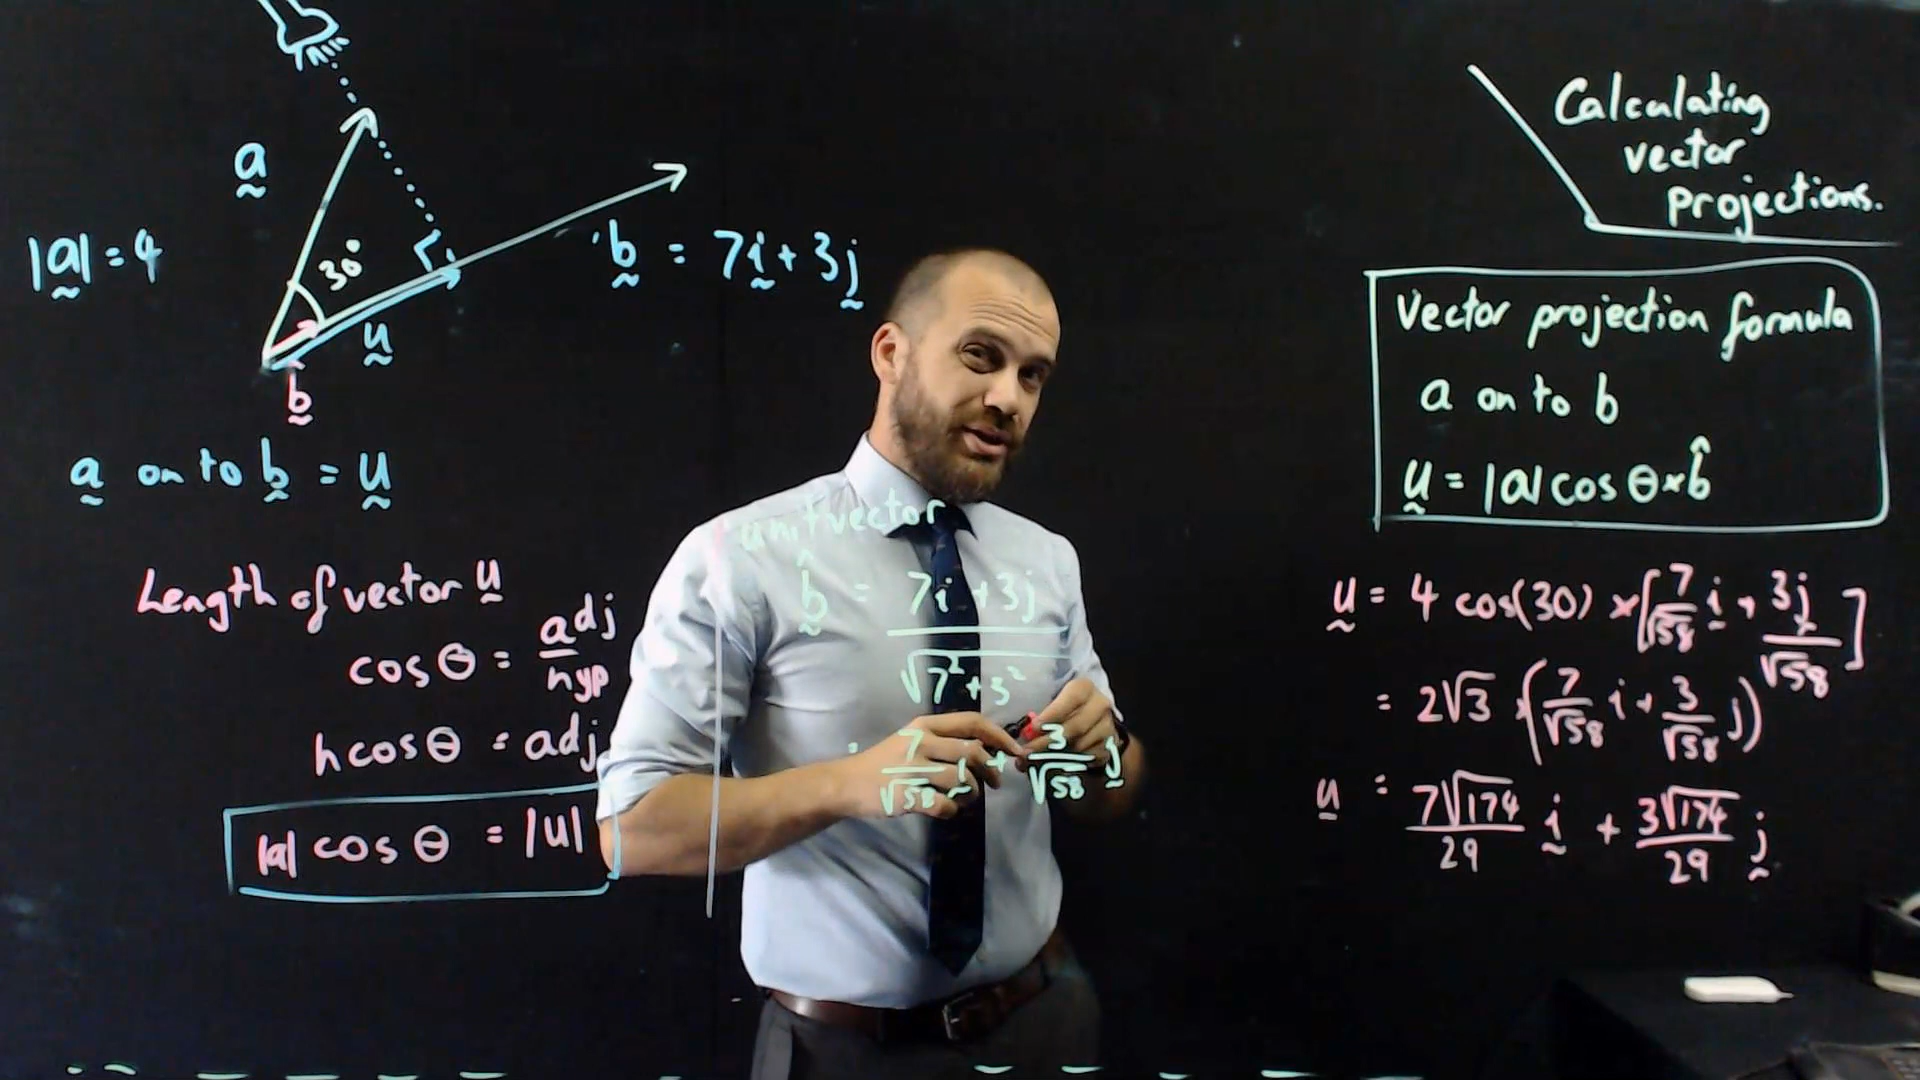 a
|a| = 4
30°
u
b
b = 7i + 3j
a on to b = u
Length of vector u
cos θ = adj/hyp
h cos θ = adj
|a| cos θ = |u|
unit vector
b̂ = (7i + 3j)/√(7² + 3²)
= 7/√58 i + 3/√58 j
Calculating
vector
projections.
Vector projection formula
a on to b
u = |a| cos θ × b̂
u = 4 cos(30) × [7/√58 i + 3j/√58]
= 2√3 × (7/√58 i + 3/√58 j)
u = 7√174/29 i + 3√174/29 j